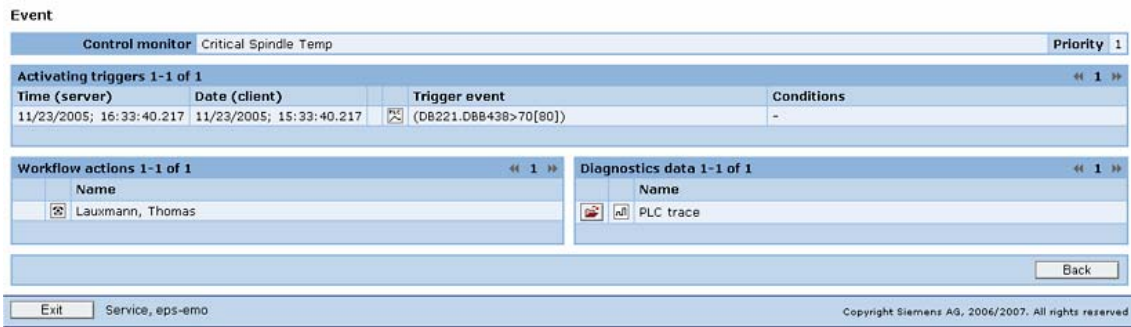 Event
Control monitor Critical Spindle Temp Priority 1
Activating triggers 1-1 of 1 1
Time (server) Date (client) Trigger event Conditions
11/23/2005; 16:33:40.217 11/23/2005; 15:33:40.217 (DB221.DBB438>70[80]) -
Workflow actions 1-1 of 1 1 Diagnostics data 1-1 of 1 1
Name Name
Lauxmann, Thomas PLC trace
Back
Exit Service, eps-emo Copyright Siemens AG, 2006/2007. All rights reserved